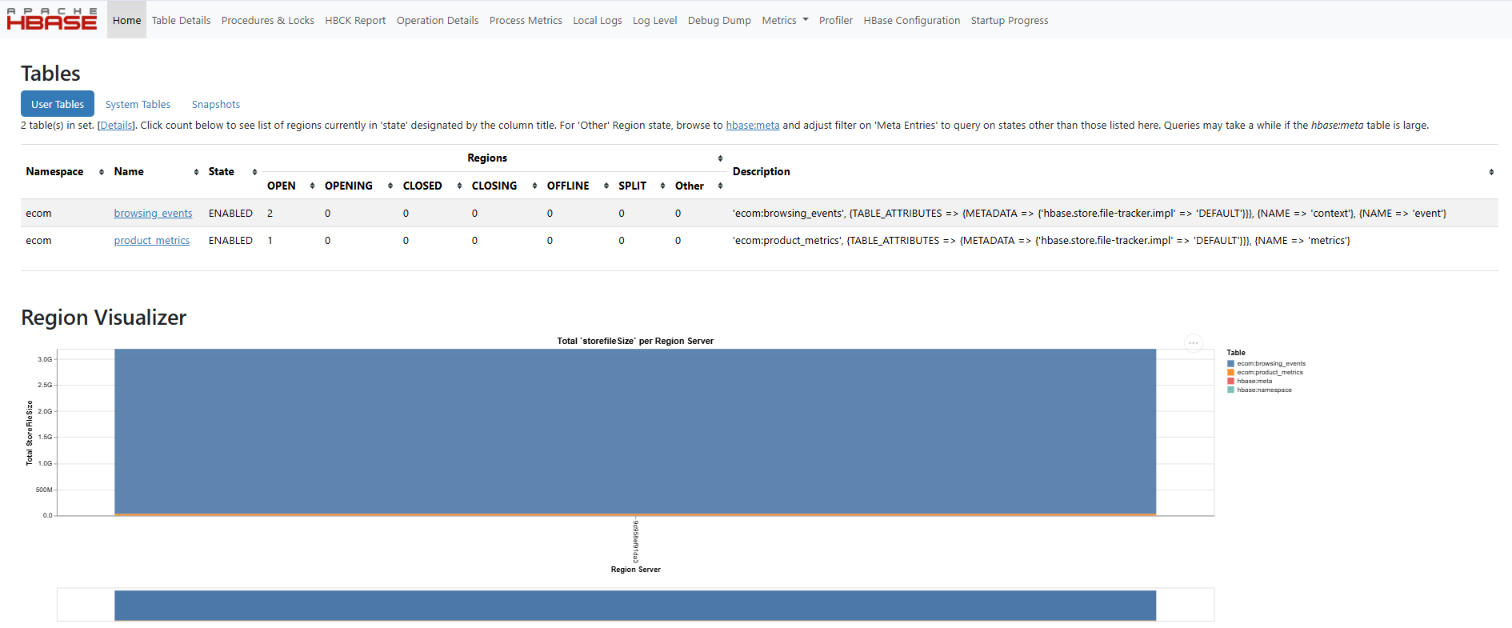 APACHE
HBASE Home Table Details Procedures & Locks HBCK Report Operation Details Process Metrics Local Logs Log Level Debug Dump Metrics Profiler HBase Configuration Startup Progress
Tables
User Tables System Tables Snapshots
2 table(s) in set. [Details]. Click count below to see list of regions currently in 'state' designated by the column title. For 'Other' Region state, browse to hbase:meta and adjust filter on 'Meta Entries' to query on states other than those listed here. Queries may take a while if the hbase:meta table is large.
Regions
Namespace Name State Description
OPEN OPENING CLOSED CLOSING OFFLINE SPLIT Other
ecom browsing_events ENABLED 2 0 0 0 0 0 0 'ecom:browsing_events', {TABLE_ATTRIBUTES => {METADATA => {'hbase.store.file-tracker.impl' => 'DEFAULT'}}}, {NAME => 'context'}, {NAME => 'event'}
ecom product_metrics ENABLED 1 0 0 0 0 0 0 'ecom:product_metrics', {TABLE_ATTRIBUTES => {METADATA => {'hbase.store.file-tracker.impl' => 'DEFAULT'}}}, {NAME => 'metrics'}
Region Visualizer
Total `storefileSize` per Region Server
Table
ecom:browsing_events
ecom:product_metrics
hbase:meta
hbase:namespace
Total StoreFileSize
3.0G
2.5G
2.0G
1.5G
1.0G
500M
0.0
Region Server